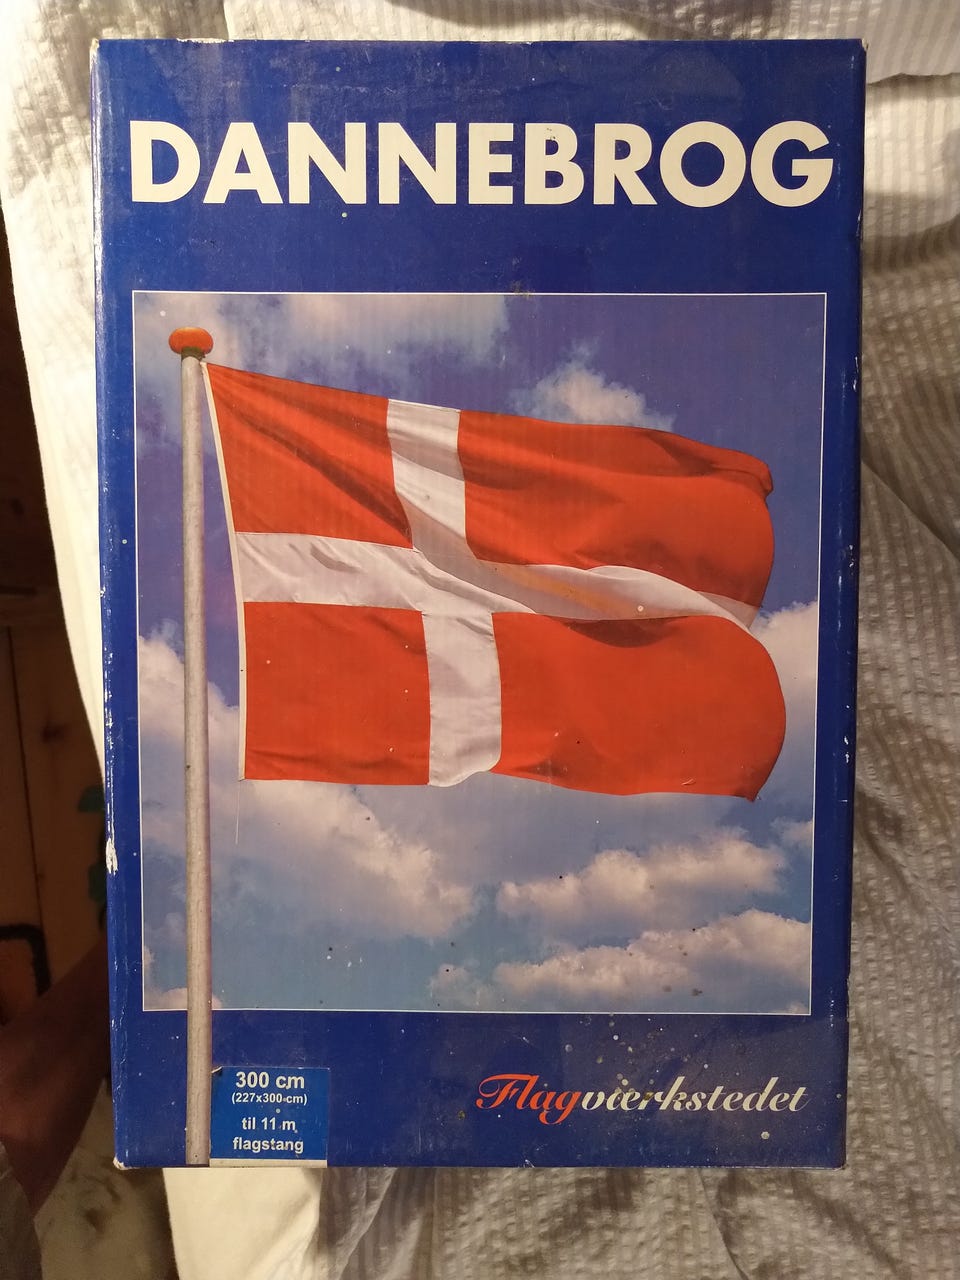 DANNEBROG
300 cm
(227x300 cm)
til 11 m
flagstang
Flagværkstedet